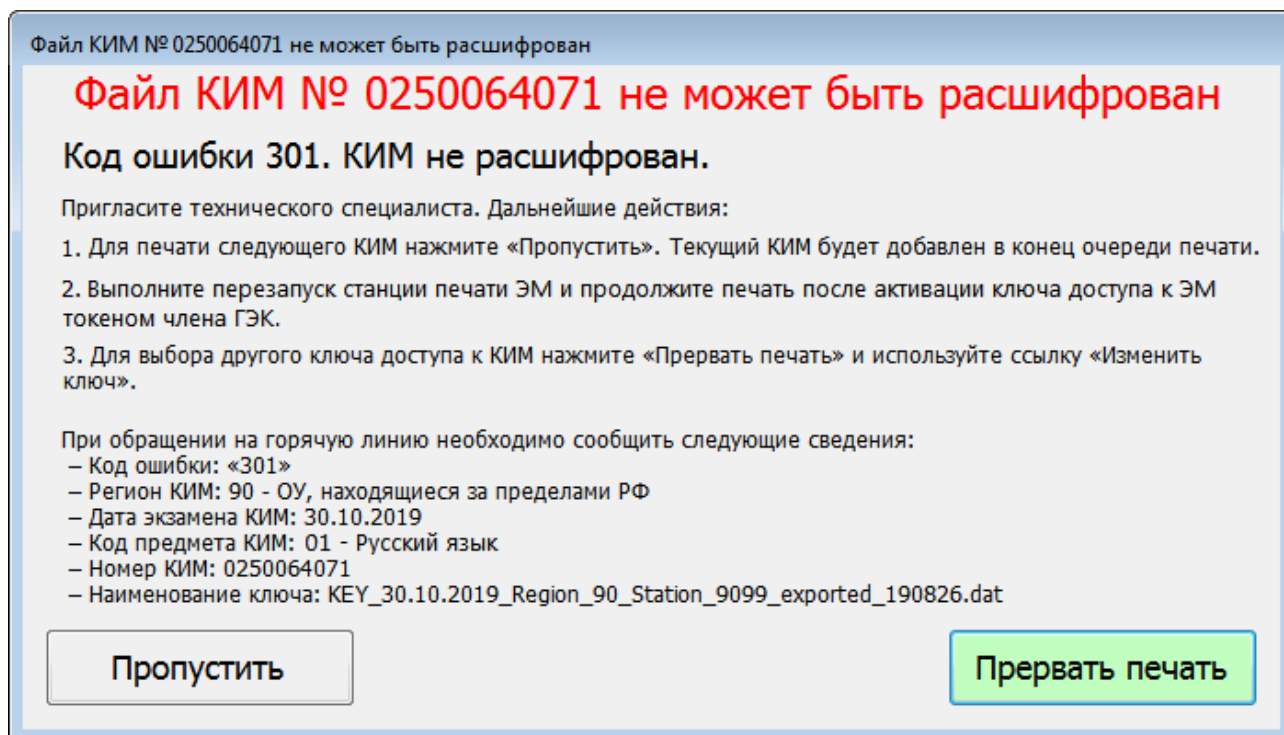 Файл КИМ № 0250064071 не может быть расшифрован
Файл КИМ № 0250064071 не может быть расшифрован
Код ошибки 301. КИМ не расшифрован.
Пригласите технического специалиста. Дальнейшие действия:
1. Для печати следующего КИМ нажмите «Пропустить». Текущий КИМ будет добавлен в конец очереди печати.
2. Выполните перезапуск станции печати ЭМ и продолжите печать после активации ключа доступа к ЭМ
токеном члена ГЭК.
3. Для выбора другого ключа доступа к КИМ нажмите «Прервать печать» и используйте ссылку «Изменить
ключ».
При обращении на горячую линию необходимо сообщить следующие сведения:
– Код ошибки: «301»
– Регион КИМ: 90 - ОУ, находящиеся за пределами РФ
– Дата экзамена КИМ: 30.10.2019
– Код предмета КИМ: 01 - Русский язык
– Номер КИМ: 0250064071
– Наименование ключа: KEY_30.10.2019_Region_90_Station_9099_exported_190826.dat
Пропустить
Прервать печать